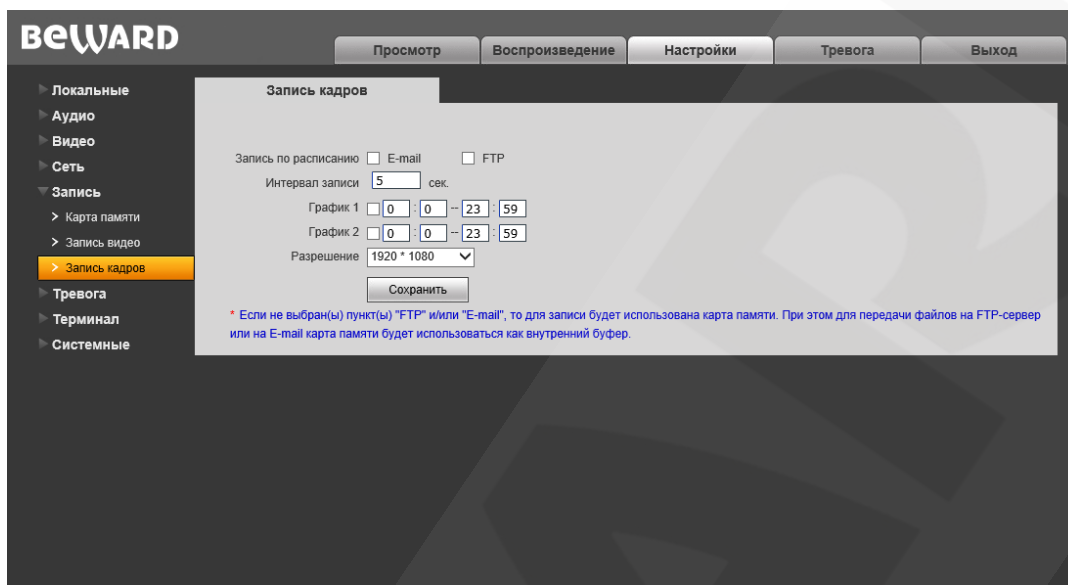 BEWARD
Просмотр Воспроизведение Настройки Тревога Выход
Локальные
Аудио
Видео
Сеть
Запись
> Карта памяти
> Запись видео
> Запись кадров
Тревога
Терминал
Системные
Запись кадров
Запись по расписанию E-mail FTP
Интервал записи 5 сек.
График 1 0 : 0 -- 23 : 59
График 2 0 : 0 -- 23 : 59
Разрешение 1920 * 1080
Сохранить
* Если не выбран(ы) пункт(ы) "FTP" и/или "E-mail", то для записи будет использована карта памяти. При этом для передачи файлов на FTP-сервер
или на E-mail карта памяти будет использоваться как внутренний буфер.